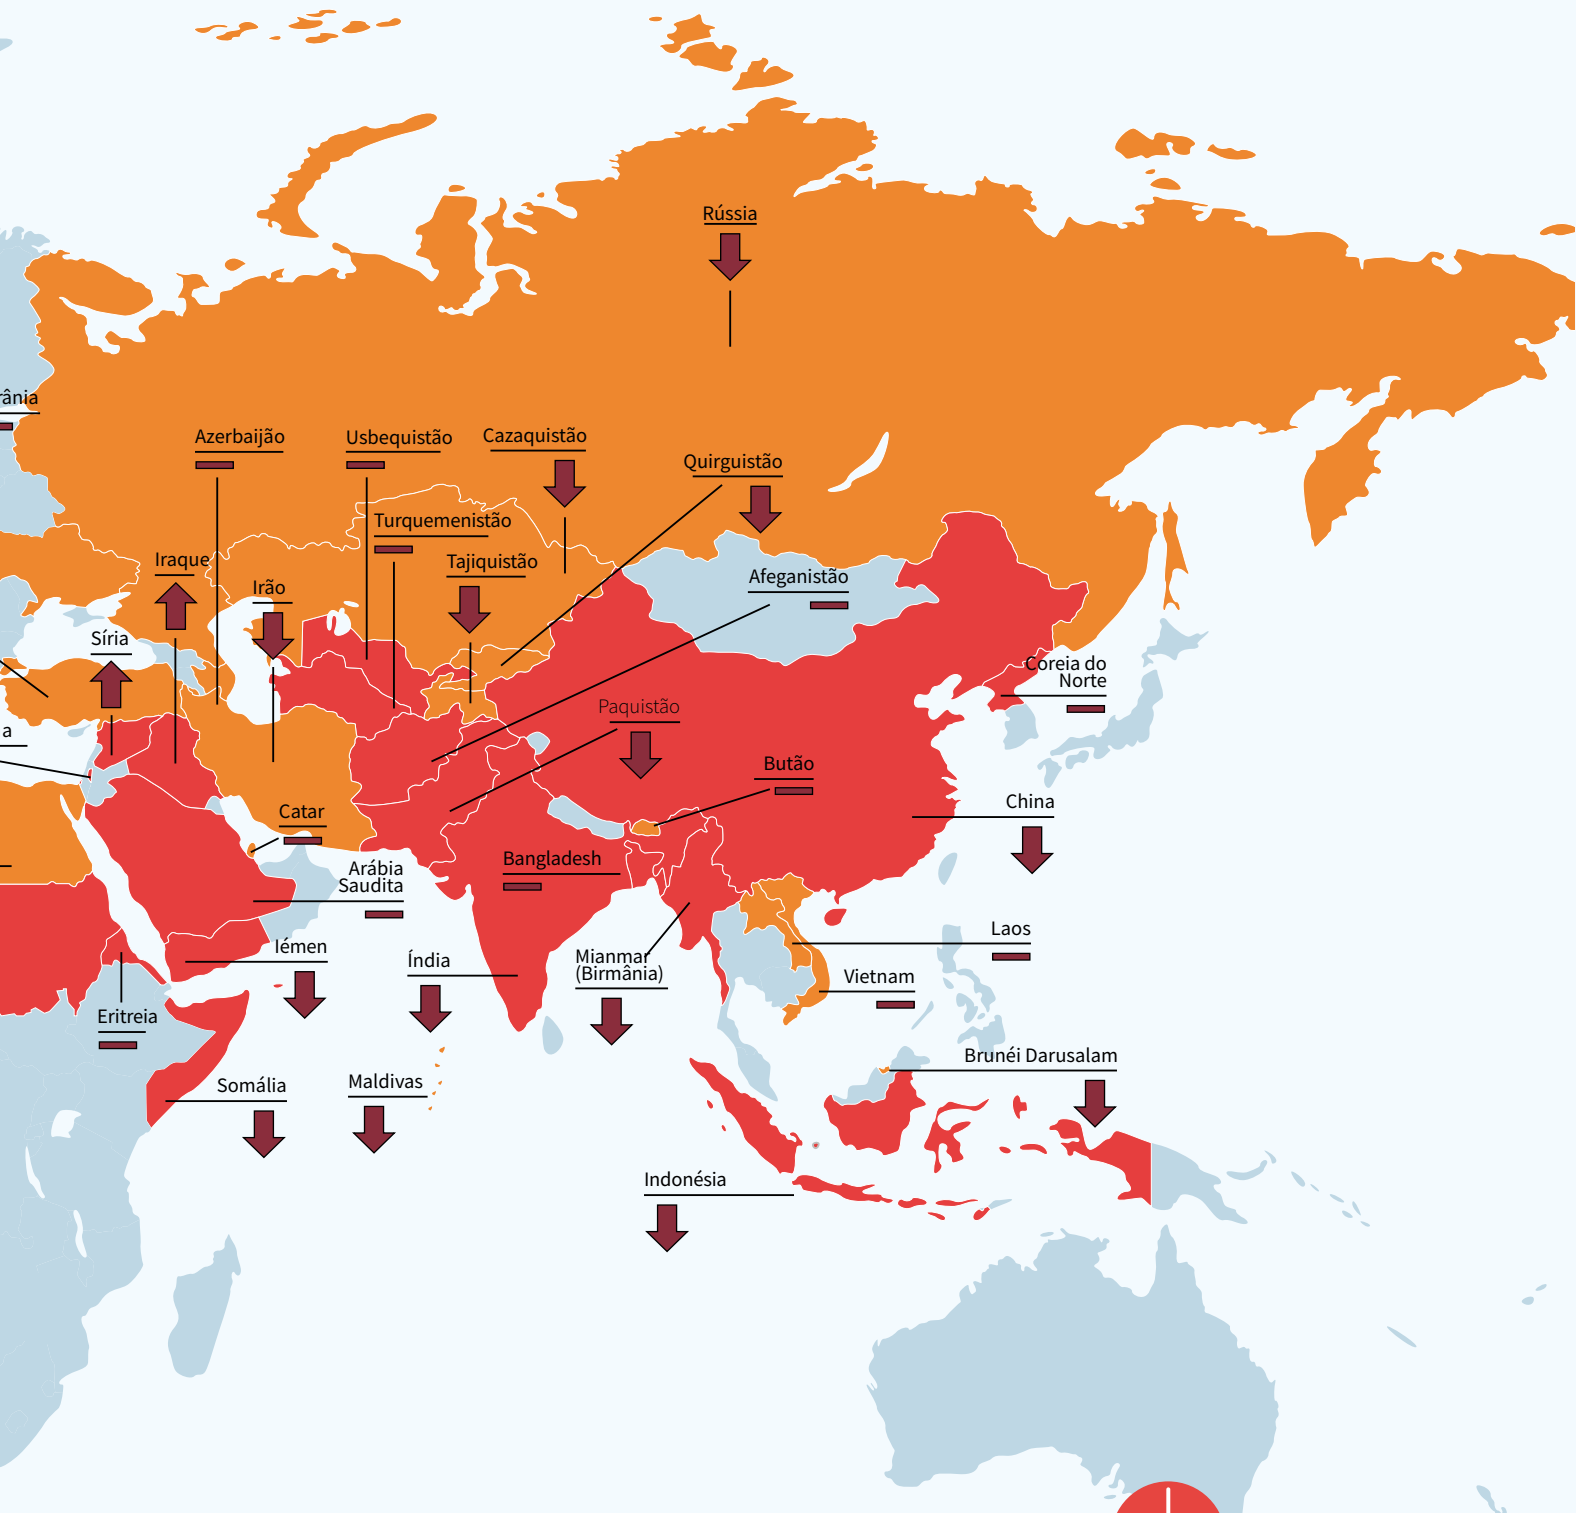 Rússia
rânia
Azerbaijão
Usbequistão
Cazaquistão
Quirguistão
Turquemenistão
Iraque
Tajiquistão
Irão
Afeganistão
Síria
Coreia do
Norte
Paquistão
a
Butão
China
Catar
Bangladesh
Arábia
Saudita
Laos
Iémen
Índia
Mianmar
(Birmânia)
Vietnam
Eritreia
Brunéi Darusalam
Somália
Maldivas
Indonésia